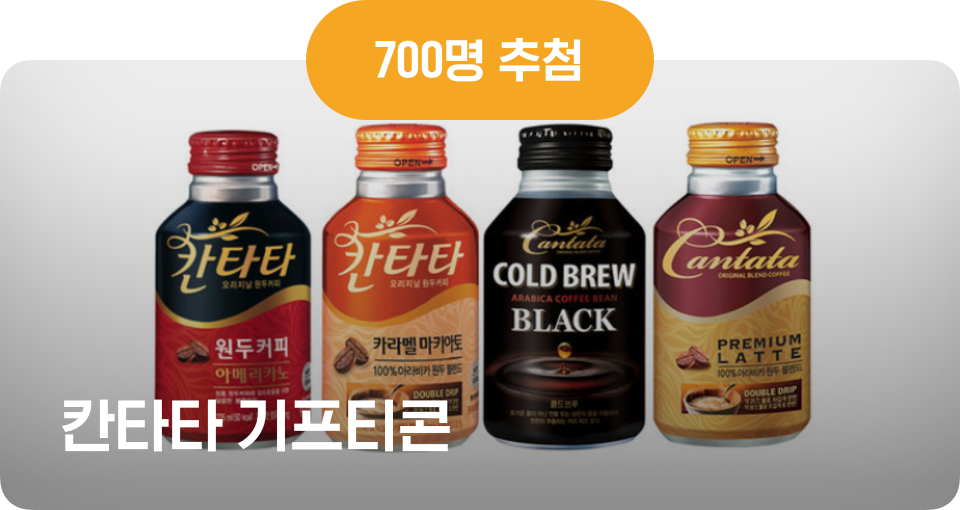 700명 추첨
OPEN
칸타타
오리지날 원두커피
원두커피
아메리카노
OPEN
칸타타
오리지날 원두커피
카라멜 마키아토
100% 아라비카 원두 블렌드
Cantata
ORIGINAL BLEND COFFEE
COLD BREW
ARABICA COFFEE BEAN
BLACK
콜드브루
OPEN
Cantata
ORIGINAL BLEND COFFEE
PREMIUM
LATTE
100% 아라비카 원두 블렌드
DOUBLE DRIP
칸타타 기프티콘